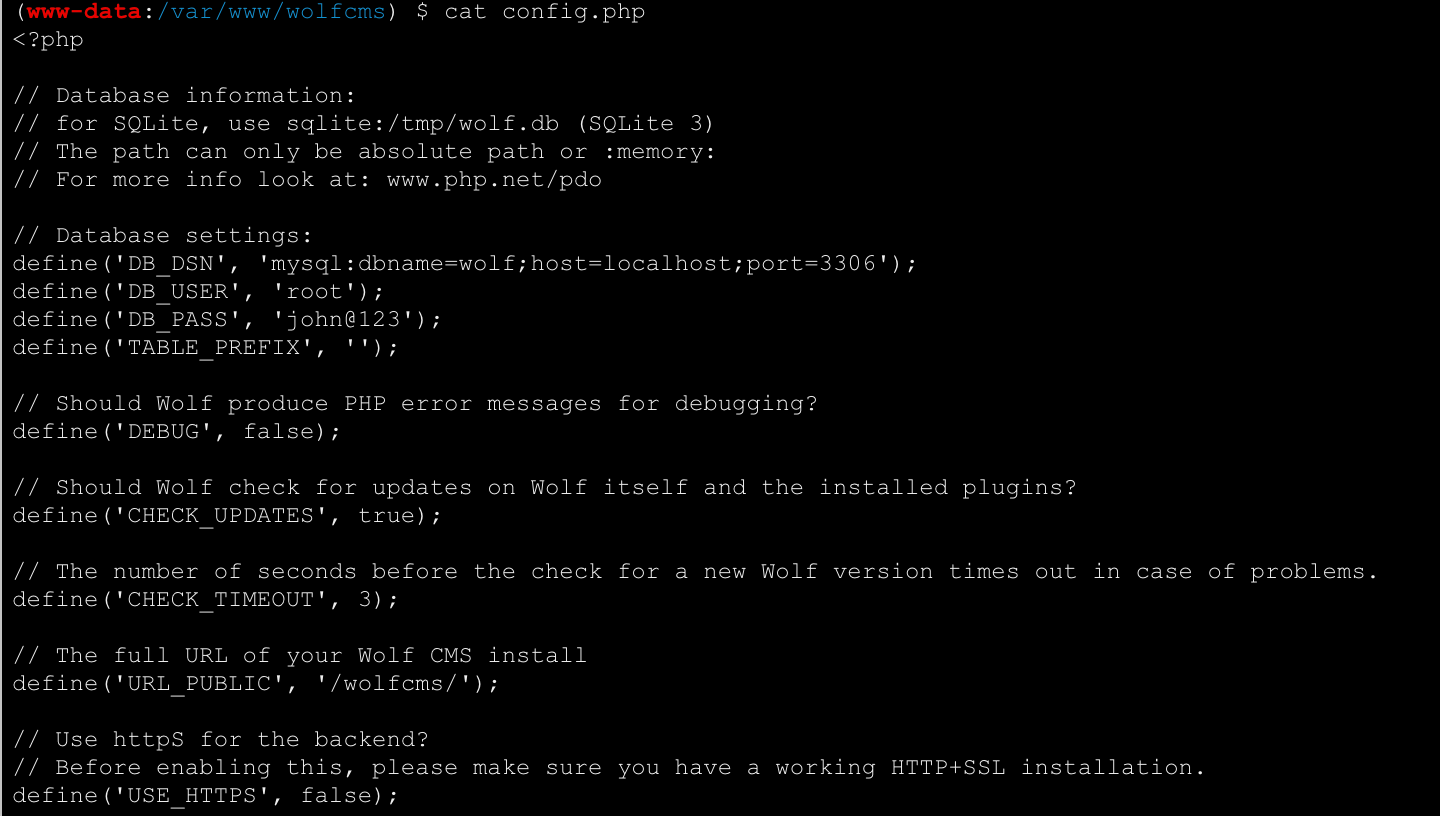 (www-data:/var/www/wolfcms) $ cat config.php
<?php
// Database information:
// for SQLite, use sqlite:/tmp/wolf.db (SQLite 3)
// The path can only be absolute path or :memory:
// For more info look at: www.php.net/pdo
// Database settings:
define('DB_DSN', 'mysql:dbname=wolf;host=localhost;port=3306');
define('DB_USER', 'root');
define('DB_PASS', 'john@123');
define('TABLE_PREFIX', '');
// Should Wolf produce PHP error messages for debugging?
define('DEBUG', false);
// Should Wolf check for updates on Wolf itself and the installed plugins?
define('CHECK_UPDATES', true);
// The number of seconds before the check for a new Wolf version times out in case of problems.
define('CHECK_TIMEOUT', 3);
// The full URL of your Wolf CMS install
define('URL_PUBLIC', '/wolfcms/');
// Use httpS for the backend?
// Before enabling this, please make sure you have a working HTTP+SSL installation.
define('USE_HTTPS', false);